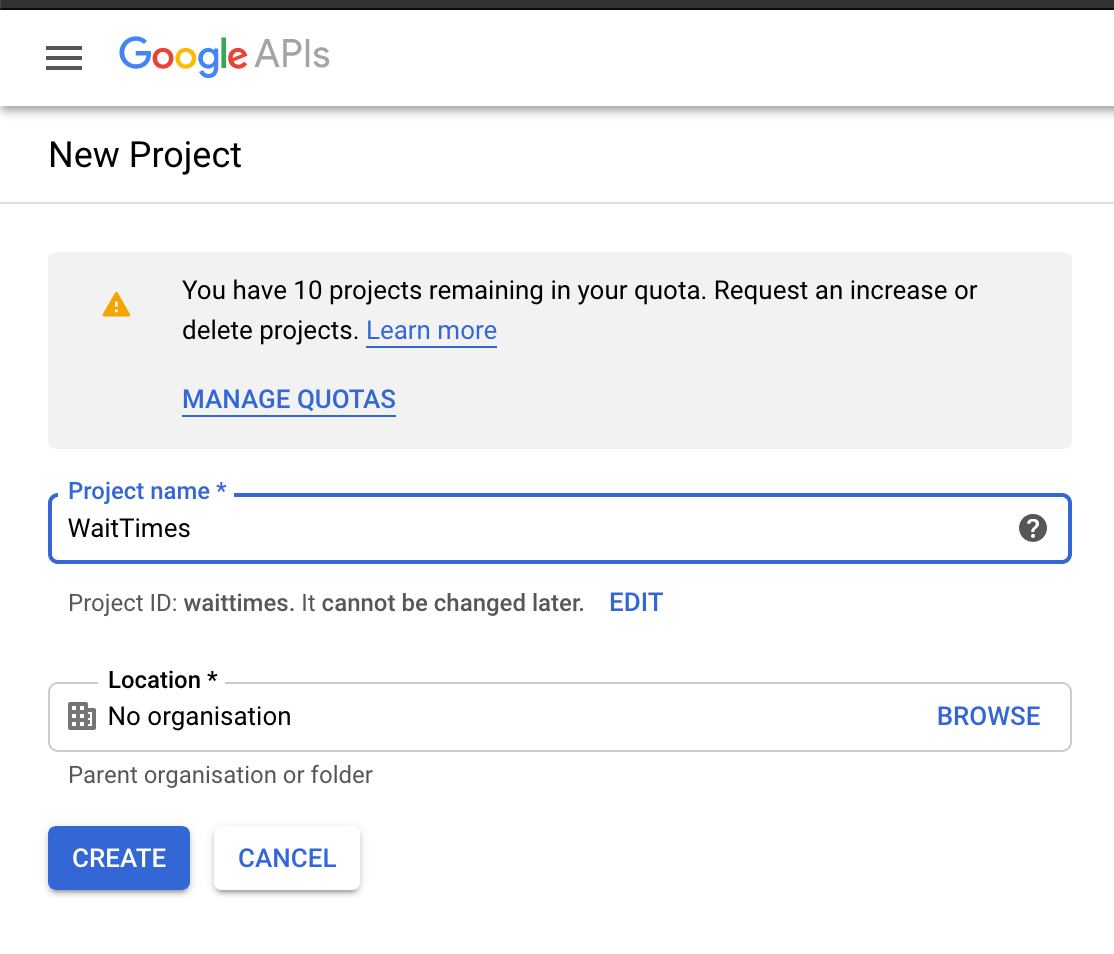 Google APIs
New Project
You have 10 projects remaining in your quota. Request an increase or
delete projects. Learn more
MANAGE QUOTAS
Project name *
WaitTimes
Project ID: waittimes. It cannot be changed later. EDIT
Location *
No organisation BROWSE
Parent organisation or folder
CREATE CANCEL